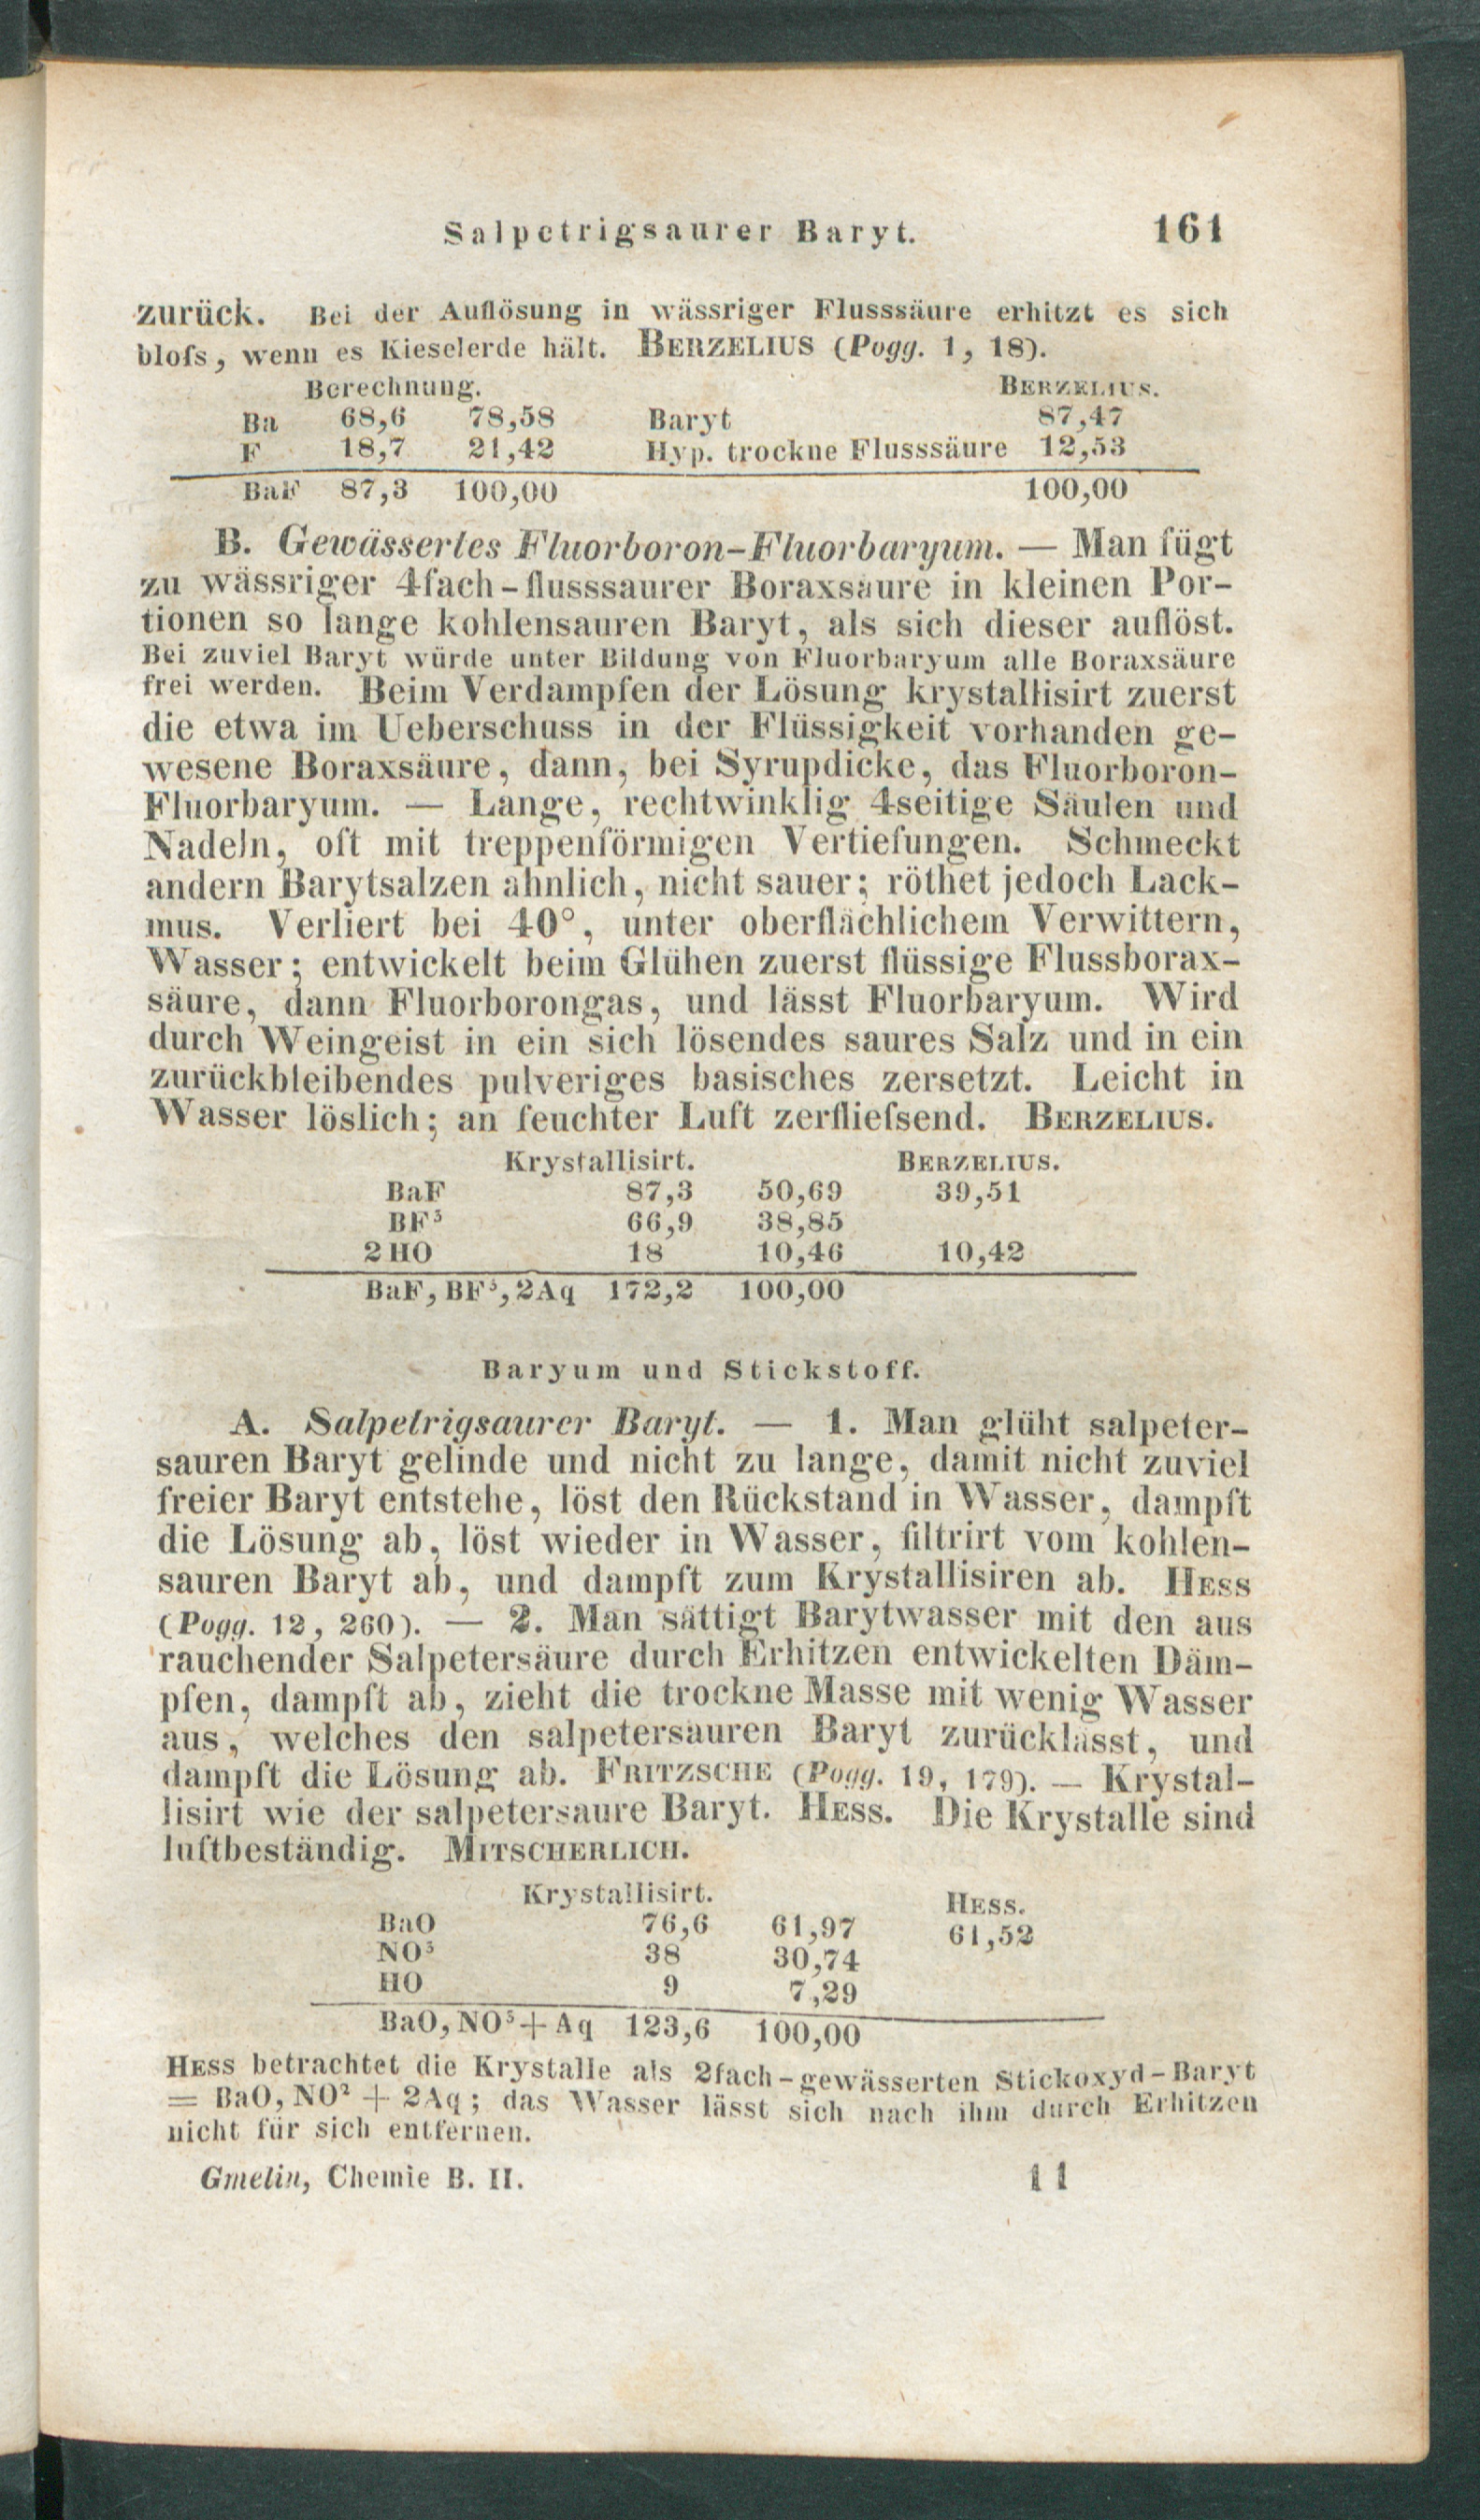 Salpetrigsaurer Baryt. 161
zurück. Bei der Auflösung in wässriger Flusssäure erhitzt es sich
blofs, wenn es Kieselerde hält. BERZELIUS (Pogg. 1, 18).
Berechnung. BERZELIUS.
Ba 68,6 78,58 Baryt 87,47
F 18,7 21,42 Hyp. trockne Flusssäure 12,53
BaF 87,3 100,00 100,00
B. Gewässertes Fluorboron-Fluorbaryum. — Man fügt
zu wässriger 4fach-flusssaurer Boraxsäure in kleinen Por-
tionen so lange kohlensauren Baryt, als sich dieser auflöst.
Bei zuviel Baryt würde unter Bildung von Fluorbaryum alle Boraxsäure
frei werden. Beim Verdampfen der Lösung krystallisirt zuerst
die etwa im Ueberschuss in der Flüssigkeit vorhanden ge-
wesene Boraxsäure, dann, bei Syrupdicke, das Fluorboron-
Fluorbaryum. — Lange, rechtwinklig 4seitige Säulen und
Nadeln, oft mit treppenförmigen Vertiefungen. Schmeckt
andern Barytsalzen ähnlich, nicht sauer; röthet jedoch Lack-
mus. Verliert bei 40°, unter oberflächlichem Verwittern,
Wasser; entwickelt beim Glühen zuerst flüssige Flussborax-
säure, dann Fluorborongas, und lässt Fluorbaryum. Wird
durch Weingeist in ein sich lösendes saures Salz und in ein
zurückbleibendes pulveriges basisches zersetzt. Leicht in
Wasser löslich; an feuchter Luft zerfliefsend. BERZELIUS.
Krystallisirt. BERZELIUS.
BaF 87,3 50,69 39,51
BF³ 66,9 38,85
2HO 18 10,46 10,42
BaF, BF³, 2Aq 172,2 100,00
Baryum und Stickstoff.
A. Salpetrigsaurer Baryt. — 1. Man glüht salpeter-
sauren Baryt gelinde und nicht zu lange, damit nicht zuviel
freier Baryt entstehe, löst den Rückstand in Wasser, dampft
die Lösung ab, löst wieder in Wasser, filtrirt vom kohlen-
sauren Baryt ab, und dampft zum Krystallisiren ab. HESS
(Pogg. 12, 260). — 2. Man sättigt Barytwasser mit den aus
rauchender Salpetersäure durch Erhitzen entwickelten Däm-
pfen, dampft ab, zieht die trockne Masse mit wenig Wasser
aus, welches den salpetersauren Baryt zurücklässt, und
dampft die Lösung ab. FRITZSCHE (Pogg. 19, 179). — Krystal-
lisirt wie der salpetersaure Baryt. HESS. Die Krystalle sind
luftbeständig. MITSCHERLICH.
Krystallisirt. HESS.
BaO 76,6 61,97 61,52
NO³ 38 30,74
HO 9 7,29
BaO, NO³ + Aq 123,6 100,00
HESS betrachtet die Krystalle als 2fach-gewässerten Stickoxyd-Baryt
= BaO, NO² + 2Aq; das Wasser lässt sich nach ihm durch Erhitzen
nicht für sich entfernen.
Gmelin, Chemie B. II. 11